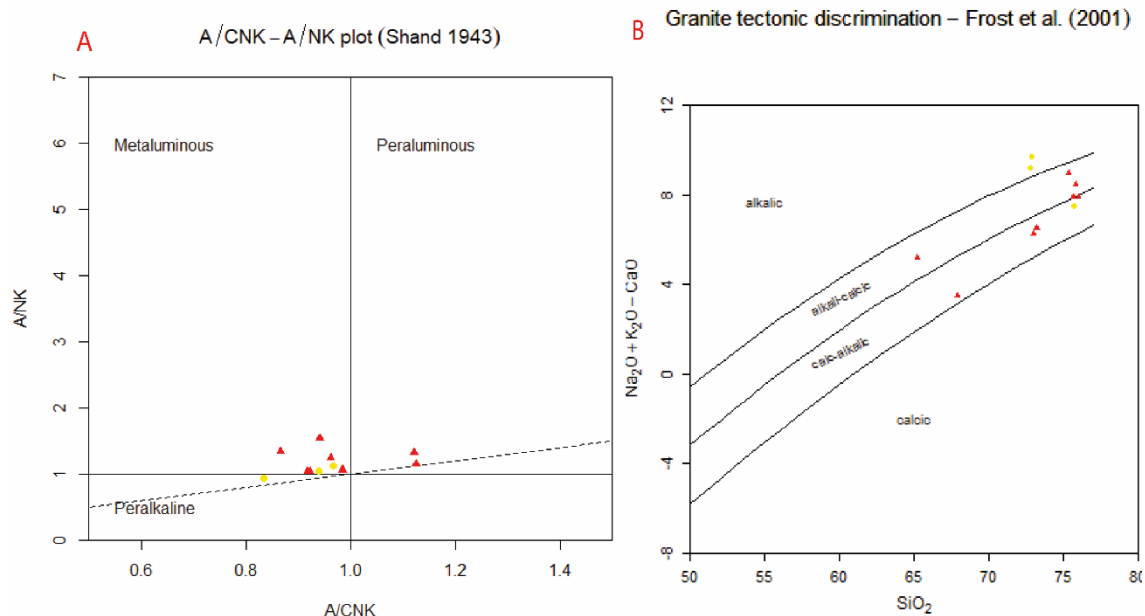 A
A/CNK – A/NK plot (Shand 1943)
7
6
5
4
3
2
1
0
A/NK
Metaluminous
Peraluminous
Peralkaline
0.6 0.8 1.0 1.2 1.4
A/CNK
B
Granite tectonic discrimination – Frost et al. (2001)
12
8
4
0
-4
-8
Na₂O + K₂O – CaO
alkalic
alkali-calcic
calc-alkalic
calcic
50 55 60 65 70 75 80
SiO₂